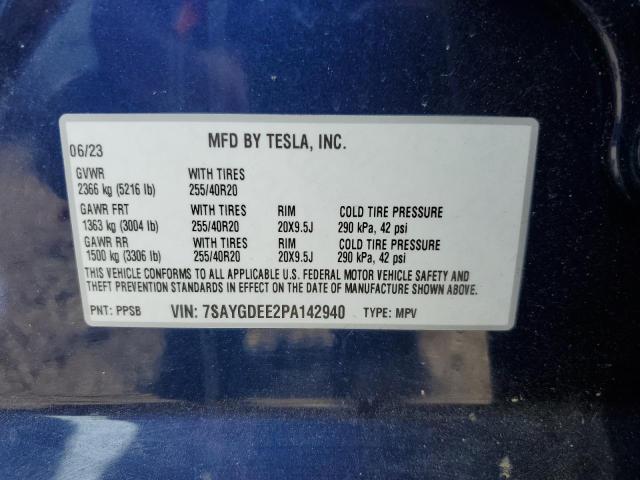 MFD BY TESLA, INC.
06/23
GVWR WITH TIRES
2366 kg (5216 lb) 255/40R20
GAWR FRT WITH TIRES RIM COLD TIRE PRESSURE
1363 kg (3004 lb) 255/40R20 20X9.5J 290 kPa, 42 psi
GAWR RR WITH TIRES RIM COLD TIRE PRESSURE
1500 kg (3306 lb) 255/40R20 20X9.5J 290 kPa, 42 psi
THIS VEHICLE CONFORMS TO ALL APPLICABLE U.S. FEDERAL MOTOR VEHICLE SAFETY AND
THEFT PREVENTION STANDARDS IN EFFECT ON THE DATE OF MANUFACTURE SHOWN ABOVE.
PNT: PPSB VIN: 7SAYGDEE2PA142940 TYPE: MPV